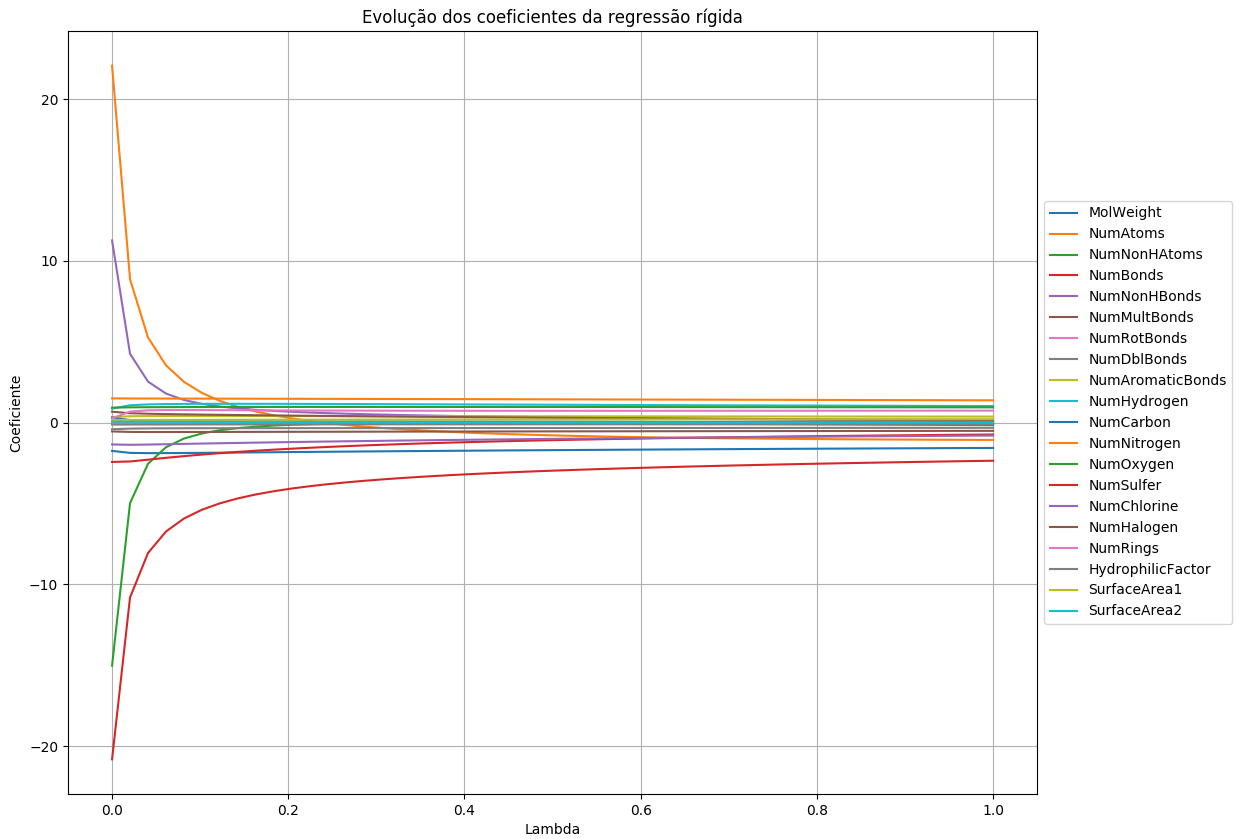 Evolução dos coeficientes da regressão rígida
Coeficiente
20
10
0
−10
−20
0.0
0.2
0.4
0.6
0.8
1.0
Lambda
MolWeight
NumAtoms
NumNonHAtoms
NumBonds
NumNonHBonds
NumMultBonds
NumRotBonds
NumDblBonds
NumAromaticBonds
NumHydrogen
NumCarbon
NumNitrogen
NumOxygen
NumSulfer
NumChlorine
NumHalogen
NumRings
HydrophilicFactor
SurfaceArea1
SurfaceArea2